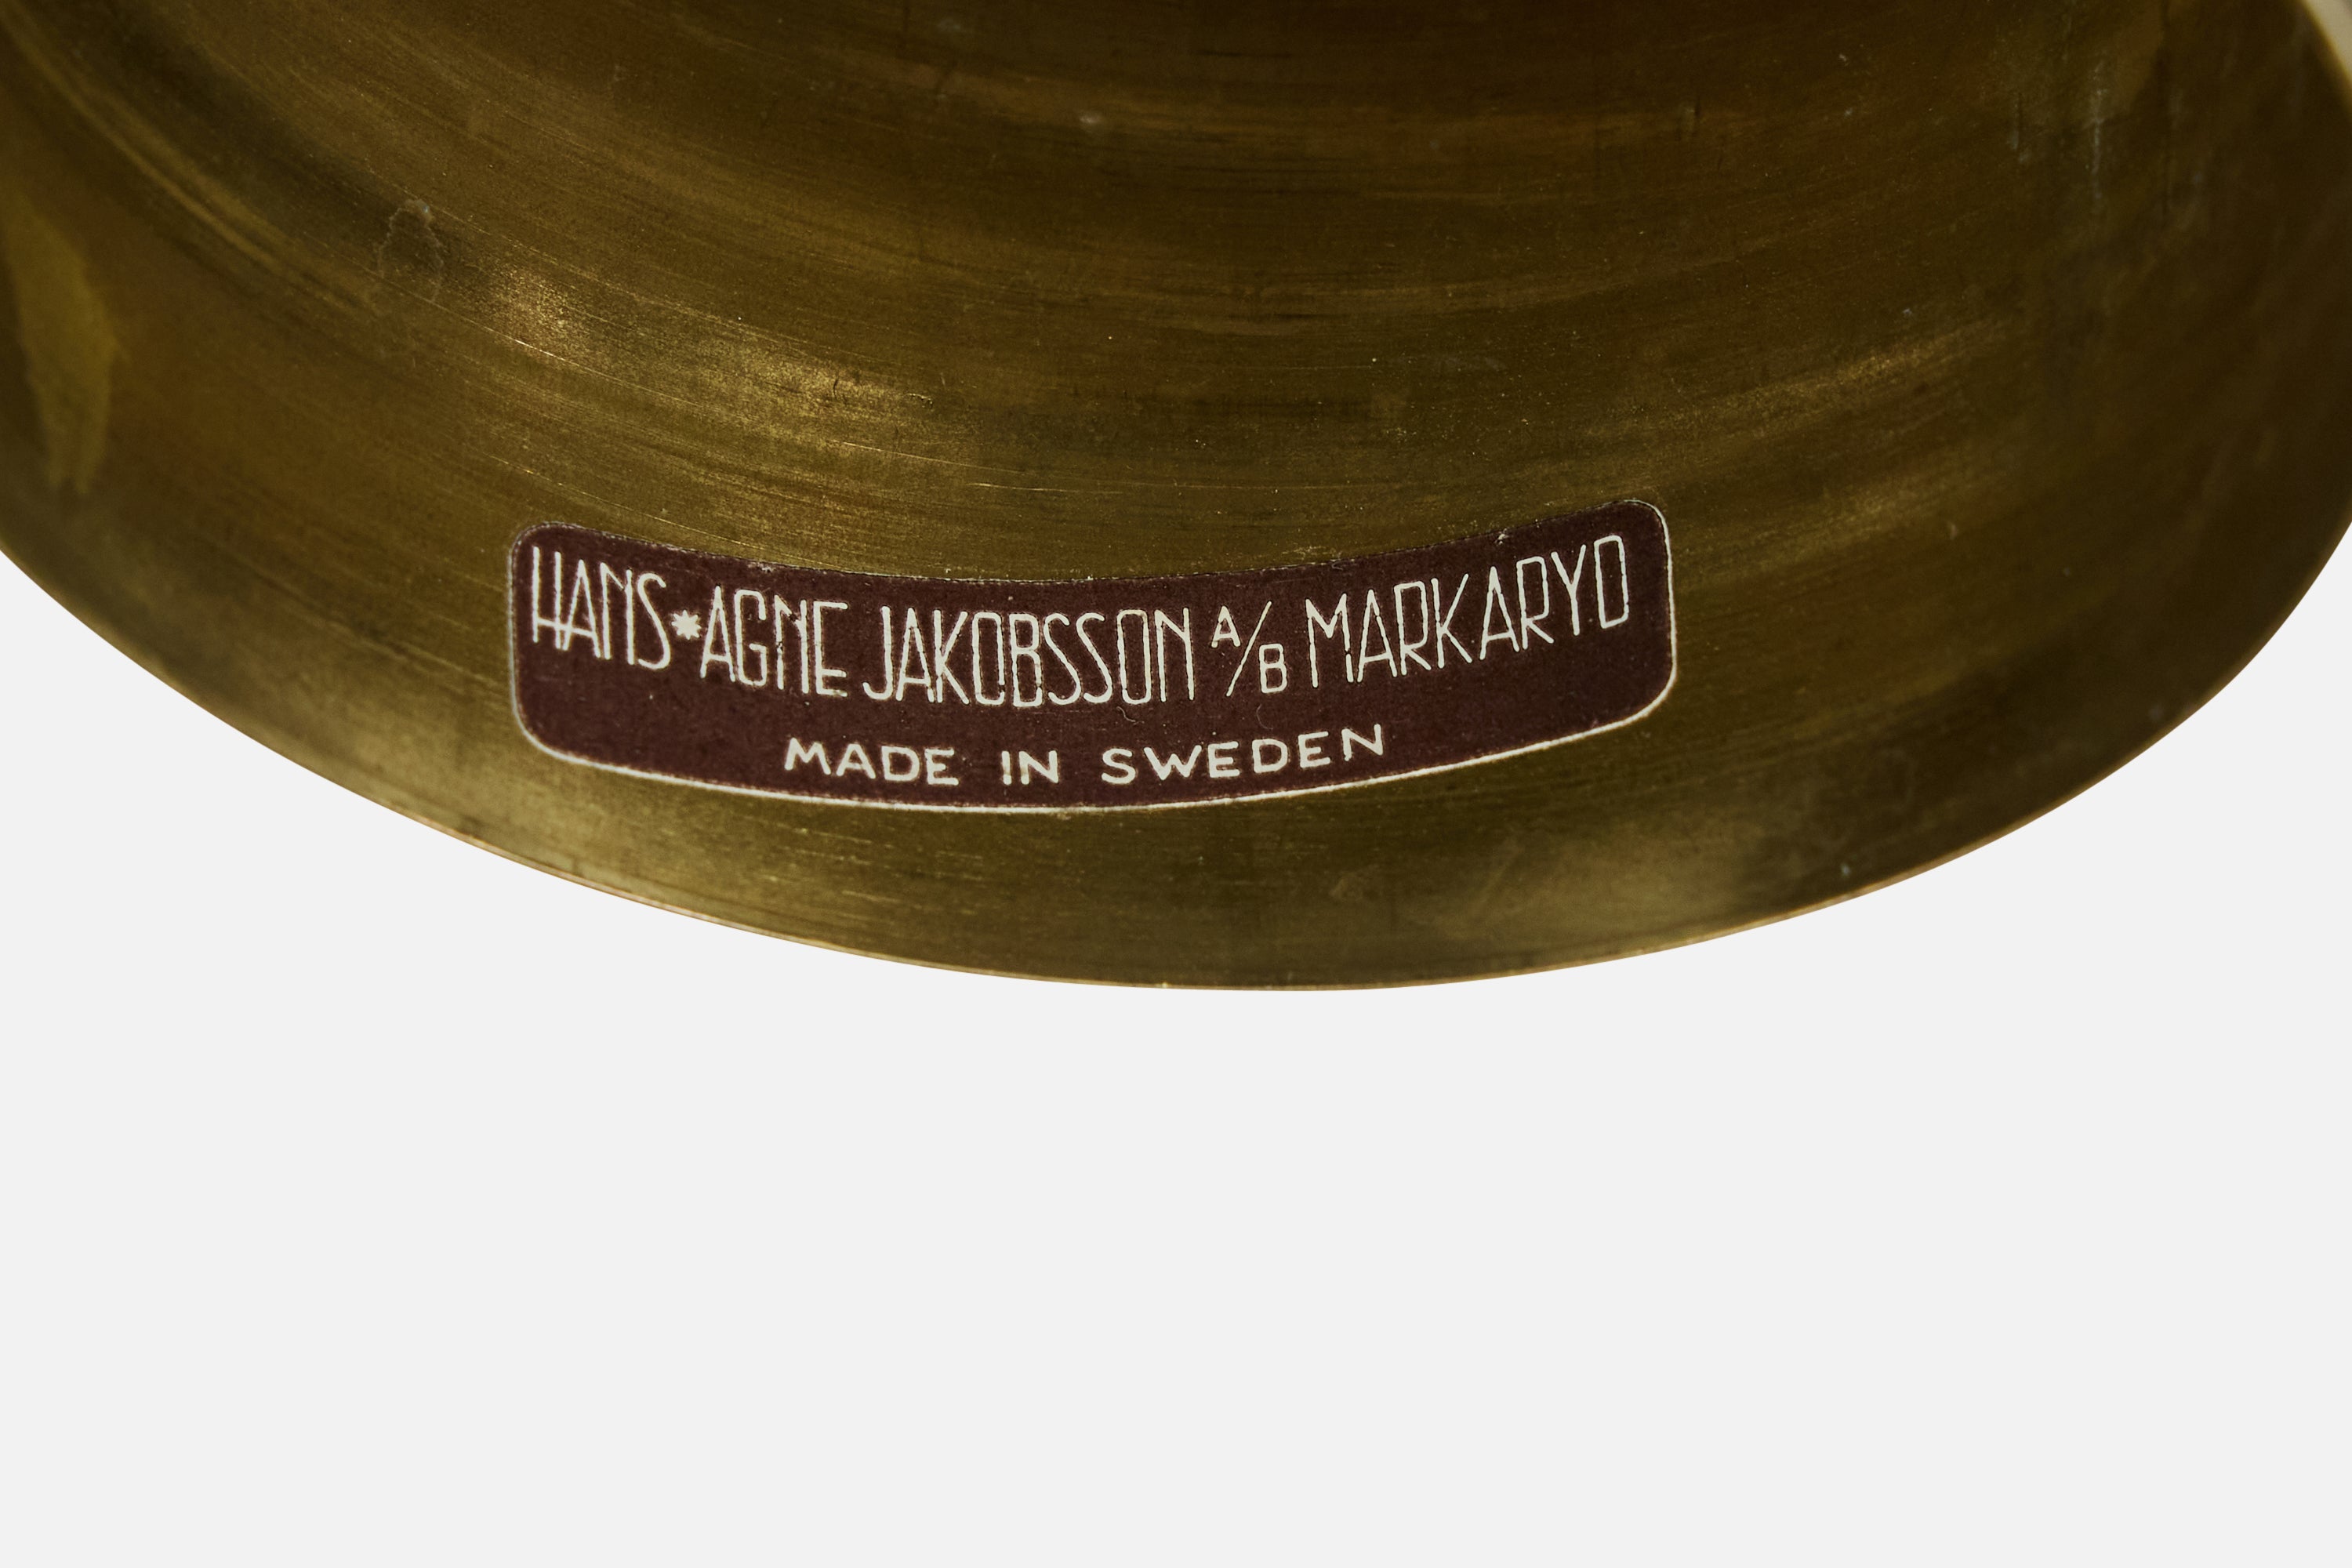 HANS*AGNE JAKOBSSON A/B MARKARYD
MADE IN SWEDEN